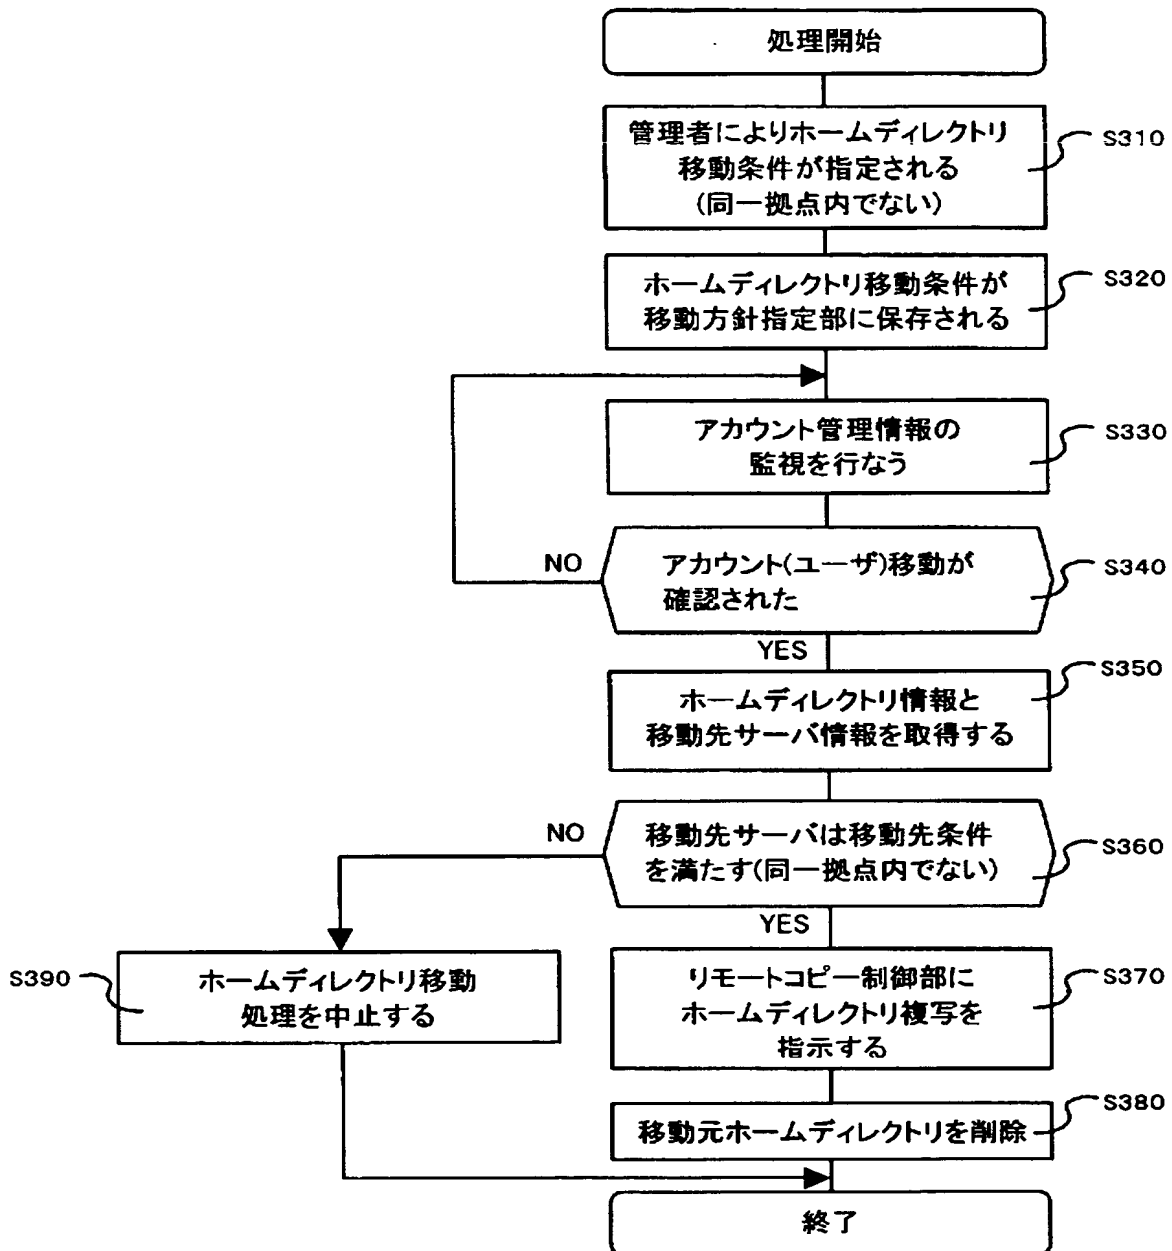 処理開始
管理者によりホームディレクトリ
移動条件が指定される
(同一拠点内でない)
S310
ホームディレクトリ移動条件が
移動方針指定部に保存される
S320
アカウント管理情報の
監視を行なう
S330
NO
アカウント(ユーザ)移動が
確認された
S340
YES
ホームディレクトリ情報と
移動先サーバ情報を取得する
S350
NO
移動先サーバは移動先条件
を満たす(同一拠点内でない)
S360
YES
S390
ホームディレクトリ移動
処理を中止する
リモートコピー制御部に
ホームディレクトリ複写を
指示する
S370
移動元ホームディレクトリを削除
S380
終了